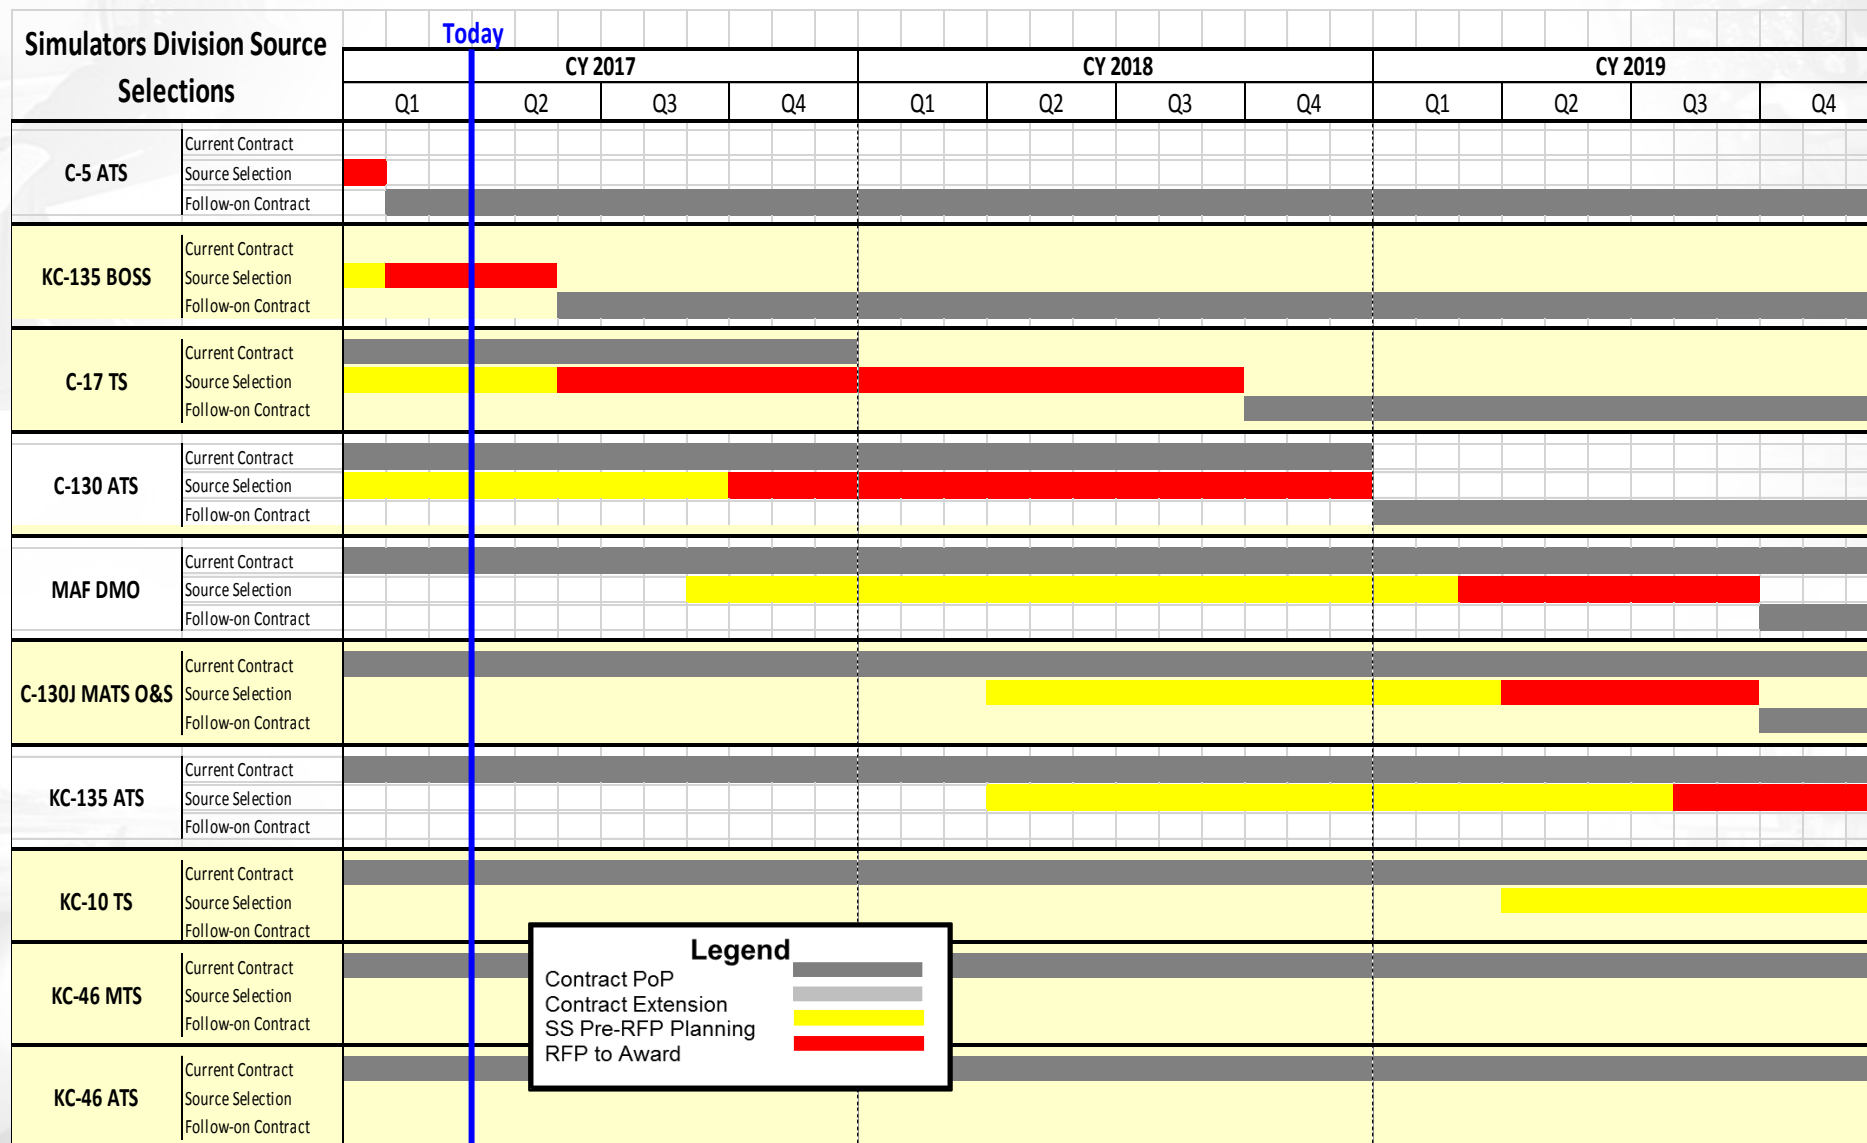 Simulators Division Source
Selections
Today
CY 2017
CY 2018
CY 2019
Q1 Q2 Q3 Q4 Q1 Q2 Q3 Q4 Q1 Q2 Q3 Q4
C-5 ATS
Current Contract
Source Selection
Follow-on Contract
KC-135 BOSS
Current Contract
Source Selection
Follow-on Contract
C-17 TS
Current Contract
Source Selection
Follow-on Contract
C-130 ATS
Current Contract
Source Selection
Follow-on Contract
MAF DMO
Current Contract
Source Selection
Follow-on Contract
C-130J MATS O&S
Current Contract
Source Selection
Follow-on Contract
KC-135 ATS
Current Contract
Source Selection
Follow-on Contract
KC-10 TS
Current Contract
Source Selection
Follow-on Contract
KC-46 MTS
Current Contract
Source Selection
Follow-on Contract
KC-46 ATS
Current Contract
Source Selection
Follow-on Contract
Legend
Contract PoP
Contract Extension
SS Pre-RFP Planning
RFP to Award